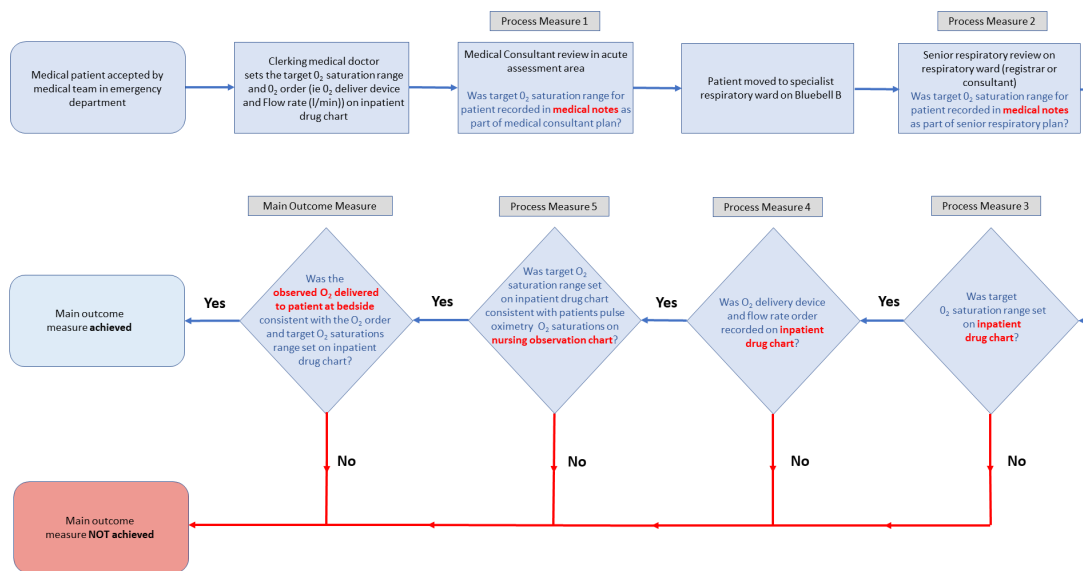 Process Measure 1
Process Measure 2
Medical patient accepted by
medical team in emergency
department
Clerking medical doctor
sets the target 0₂ saturation range
and 0₂ order (ie 0₂ deliver device
and Flow rate (l/min)) on inpatient
drug chart
Medical Consultant review in acute
assessment area
Was target 0₂ saturation range for
patient recorded in medical notes as
part of medical consultant plan?
Patient moved to specialist
respiratory ward on Bluebell B
Senior respiratory review on
respiratory ward (registrar or
consultant)
Was target 0₂ saturation range for
patient recorded in medical notes
as part of senior respiratory plan?
Main Outcome Measure
Process Measure 5
Process Measure 4
Process Measure 3
Main outcome
measure achieved
Yes
Was the
observed O₂ delivered
to patient at bedside
consistent with the O₂ order
and target O₂ saturations
range set on inpatient
drug chart?
Yes
Was target O₂
saturation range set
on inpatient drug chart
consistent with patients pulse
oximetry O₂ saturations on
nursing observation chart?
Yes
Was O₂ delivery device
and flow rate order
recorded on inpatient
drug chart?
Yes
Was target
0₂ saturation range set
on inpatient
drug chart?
No
No
No
No
Main outcome
measure NOT achieved